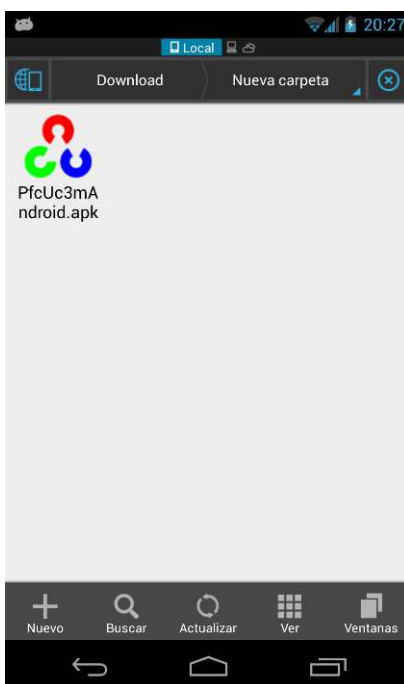 20:27
Local
Download
Nueva carpeta
PfcUc3mA
ndroid.apk
Nuevo
Buscar
Actualizar
Ver
Ventanas